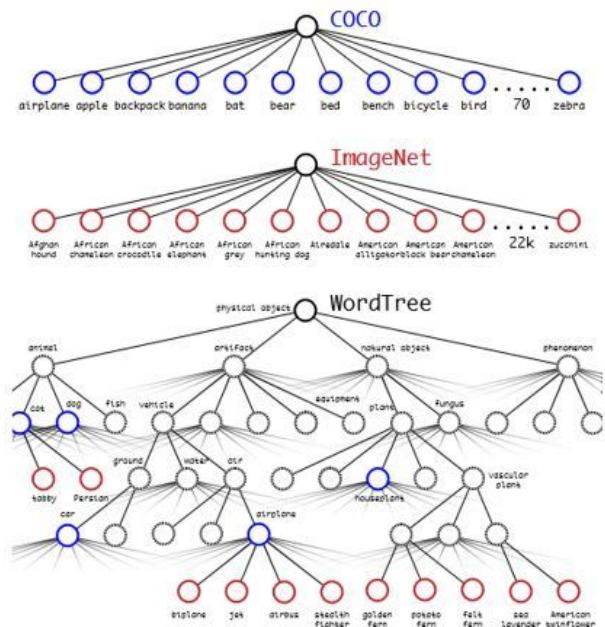 COCO
airplane apple backpack banana bat bear bed bench bicycle bird 70 zebra
ImageNet
Afghan hound
African chameleon
African crocodile
African elephant
African grey
African hunting dog
Airedale
American alligator
American black bear
American chameleon
22k
zucchini
WordTree
physical object
animal artifact natural object phenomenon
cat dog fish vehicle equipment plant fungus
ground water air houseplant vascular plant
tabby Persian
car airplane
biplane jet airbus stealth fighter golden fern potato fern felt fern sea lavender American twinflower